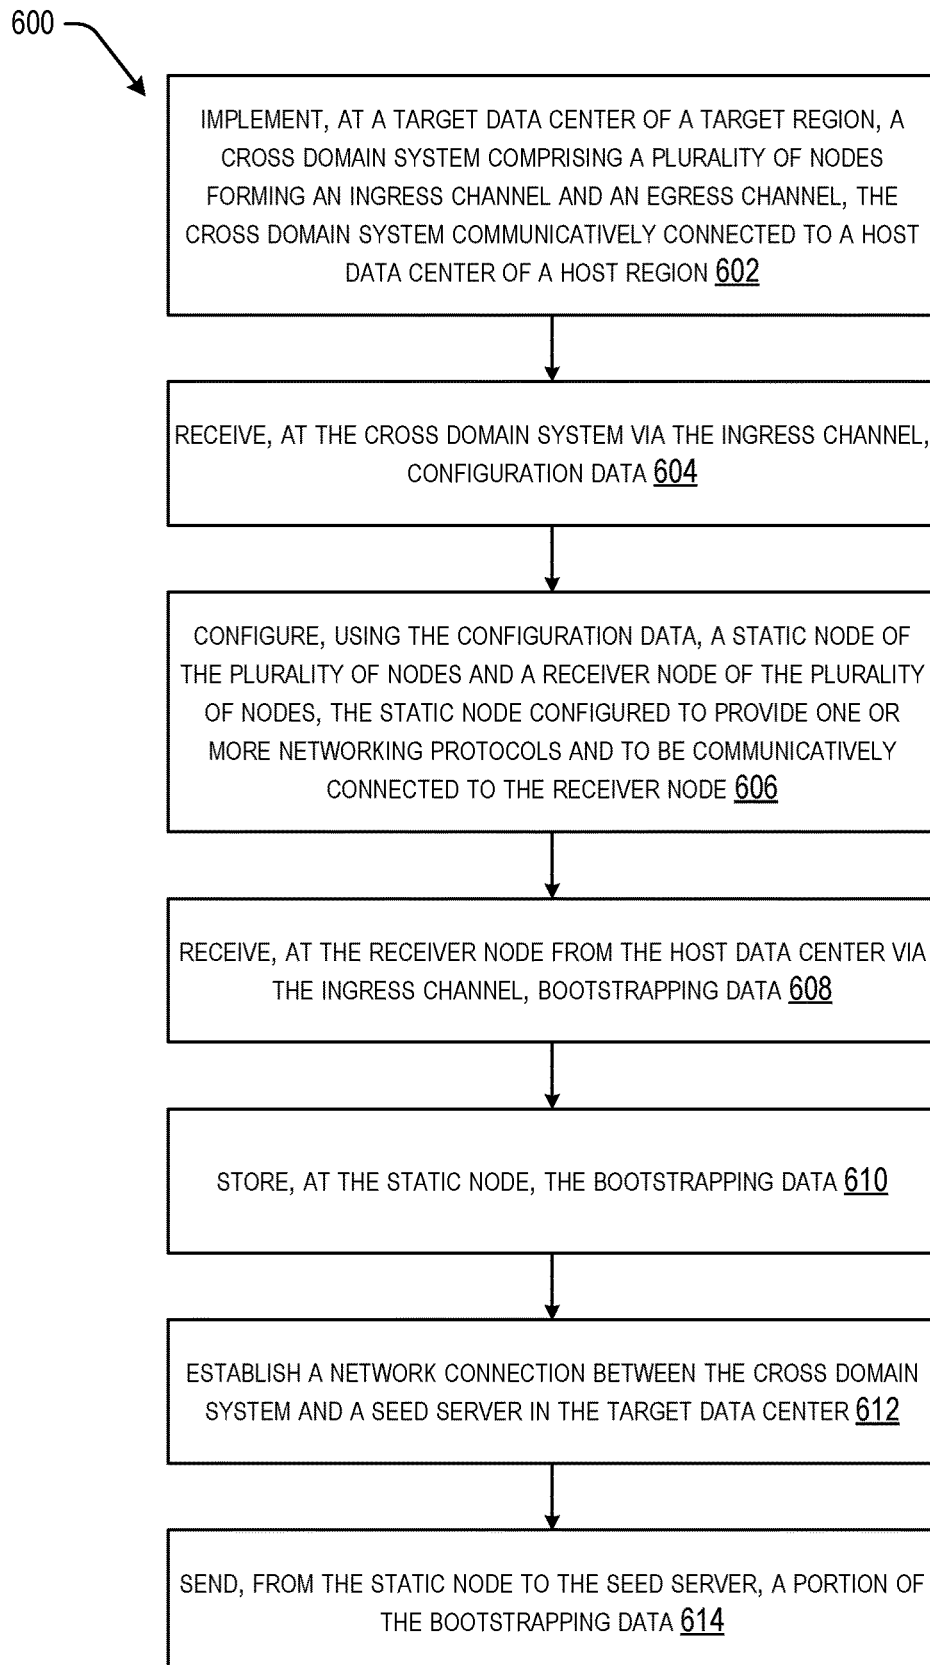 600
IMPLEMENT, AT A TARGET DATA CENTER OF A TARGET REGION, A
CROSS DOMAIN SYSTEM COMPRISING A PLURALITY OF NODES
FORMING AN INGRESS CHANNEL AND AN EGRESS CHANNEL, THE
CROSS DOMAIN SYSTEM COMMUNICATIVELY CONNECTED TO A HOST
DATA CENTER OF A HOST REGION 602
RECEIVE, AT THE CROSS DOMAIN SYSTEM VIA THE INGRESS CHANNEL,
CONFIGURATION DATA 604
CONFIGURE, USING THE CONFIGURATION DATA, A STATIC NODE OF
THE PLURALITY OF NODES AND A RECEIVER NODE OF THE PLURALITY
OF NODES, THE STATIC NODE CONFIGURED TO PROVIDE ONE OR
MORE NETWORKING PROTOCOLS AND TO BE COMMUNICATIVELY
CONNECTED TO THE RECEIVER NODE 606
RECEIVE, AT THE RECEIVER NODE FROM THE HOST DATA CENTER VIA
THE INGRESS CHANNEL, BOOTSTRAPPING DATA 608
STORE, AT THE STATIC NODE, THE BOOTSTRAPPING DATA 610
ESTABLISH A NETWORK CONNECTION BETWEEN THE CROSS DOMAIN
SYSTEM AND A SEED SERVER IN THE TARGET DATA CENTER 612
SEND, FROM THE STATIC NODE TO THE SEED SERVER, A PORTION OF
THE BOOTSTRAPPING DATA 614